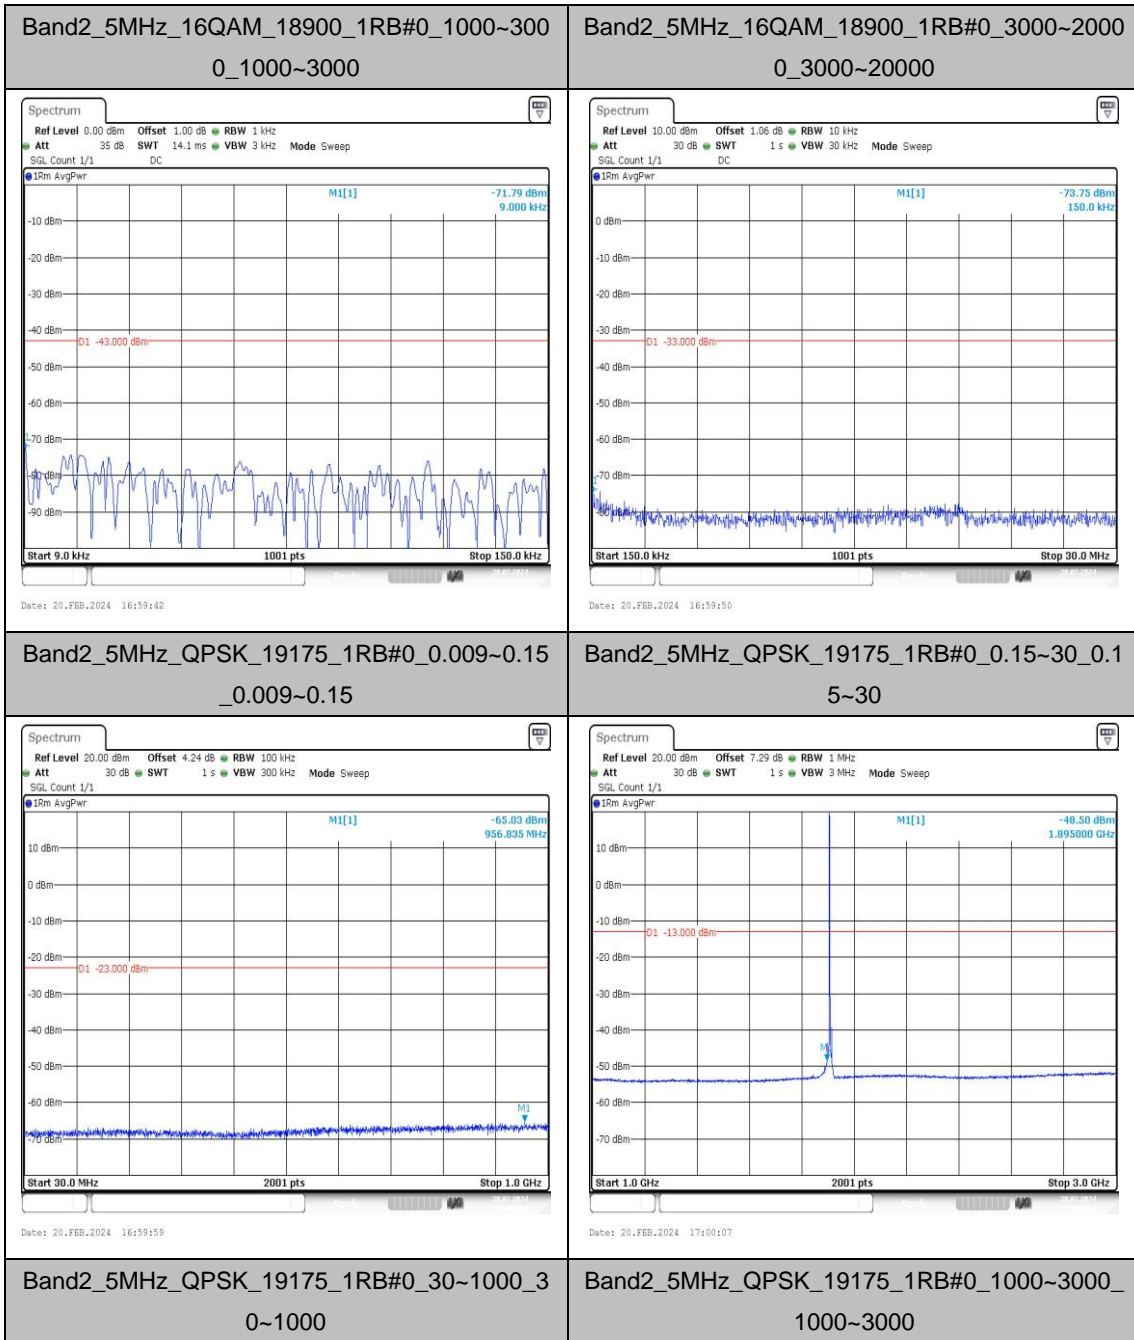 Band2_5MHz_16QAM_18900_1RB#0_1000~300
0_1000~3000
Band2_5MHz_16QAM_18900_1RB#0_3000~2000
0_3000~20000
Spectrum
Ref Level 0.00 dBm Offset 1.00 dB RBW 1 kHz
Att 35 dB SWT 14.1 ms VBW 3 kHz Mode Sweep
SGL Count 1/1 DC
1Rm AvgPwr
M1[1] -71.79 dBm
9.000 kHz
-10 dBm
-20 dBm
-30 dBm
-40 dBm
D1 -43.000 dBm
-50 dBm
-60 dBm
-70 dBm
-80 dBm
-90 dBm
Start 9.0 kHz 1001 pts Stop 150.0 kHz
Date: 20.FEB.2024 16:59:42
Spectrum
Ref Level 10.00 dBm Offset 1.06 dB RBW 10 kHz
Att 30 dB SWT 1 s VBW 30 kHz Mode Sweep
SGL Count 1/1 DC
1Rm AvgPwr
M1[1] -73.75 dBm
150.0 kHz
0 dBm
-10 dBm
-20 dBm
-30 dBm
D1 -33.000 dBm
-40 dBm
-50 dBm
-60 dBm
-70 dBm
-80 dBm
Start 150.0 kHz 1001 pts Stop 30.0 MHz
Date: 20.FEB.2024 16:59:50
Band2_5MHz_QPSK_19175_1RB#0_0.009~0.15
_0.009~0.15
Band2_5MHz_QPSK_19175_1RB#0_0.15~30_0.1
5~30
Spectrum
Ref Level 20.00 dBm Offset 4.24 dB RBW 100 kHz
Att 30 dB SWT 1 s VBW 300 kHz Mode Sweep
SGL Count 1/1
1Rm AvgPwr
M1[1] -65.03 dBm
956.835 MHz
10 dBm
0 dBm
-10 dBm
-20 dBm
D1 -23.000 dBm
-30 dBm
-40 dBm
-50 dBm
-60 dBm
M1
-70 dBm
Start 30.0 MHz 2001 pts Stop 1.0 GHz
Date: 20.FEB.2024 16:59:59
Spectrum
Ref Level 20.00 dBm Offset 7.29 dB RBW 1 MHz
Att 30 dB SWT 1 s VBW 3 MHz Mode Sweep
SGL Count 1/1
1Rm AvgPwr
M1[1] -48.50 dBm
1.895000 GHz
10 dBm
0 dBm
-10 dBm
D1 -13.000 dBm
-20 dBm
-30 dBm
-40 dBm
-50 dBm
-60 dBm
-70 dBm
Start 1.0 GHz 2001 pts Stop 3.0 GHz
Date: 20.FEB.2024 17:00:07
Band2_5MHz_QPSK_19175_1RB#0_30~1000_3
0~1000
Band2_5MHz_QPSK_19175_1RB#0_1000~3000_
1000~3000